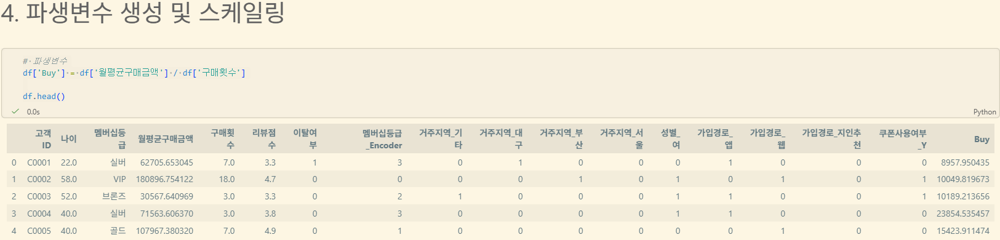 4. 파생변수 생성 및 스케일링
# 파생변수
df['Buy'] = df['월평균구매금액'] / df['구매횟수']
df.head()
0.0s
Python
고객ID 나이 멤버십등급 월평균구매금액 구매횟수 리뷰점수 이탈여부 멤버십등급_Encoder 거주지역_기타 거주지역_대구 거주지역_부산 거주지역_서울 성별_여 가입경로_앱 가입경로_웹 가입경로_지인추천 쿠폰사용여부_Y Buy
0 C0001 22.0 실버 62705.653045 7.0 3.3 1 3 0 1 0 0 0 1 0 0 0 8957.950435
1 C0002 58.0 VIP 180896.754122 18.0 4.7 0 0 0 0 1 0 1 0 1 0 1 10049.819673
2 C0003 52.0 브론즈 30567.640969 3.0 3.3 0 2 1 0 0 0 1 1 0 0 1 10189.213656
3 C0004 40.0 실버 71563.606370 3.0 3.8 0 3 0 0 0 0 1 1 0 0 0 23854.535457
4 C0005 40.0 골드 107967.380320 7.0 4.9 0 1 0 0 0 0 0 0 1 0 0 15423.911474